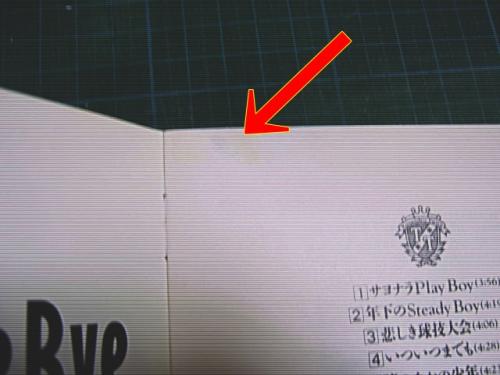 Bye
1 サヨナラPlay Boy(3:56)
2 年下のSteady Boy(4:19
3 悲しき球技大会(4:06)
4 いついつまでも(4:28)